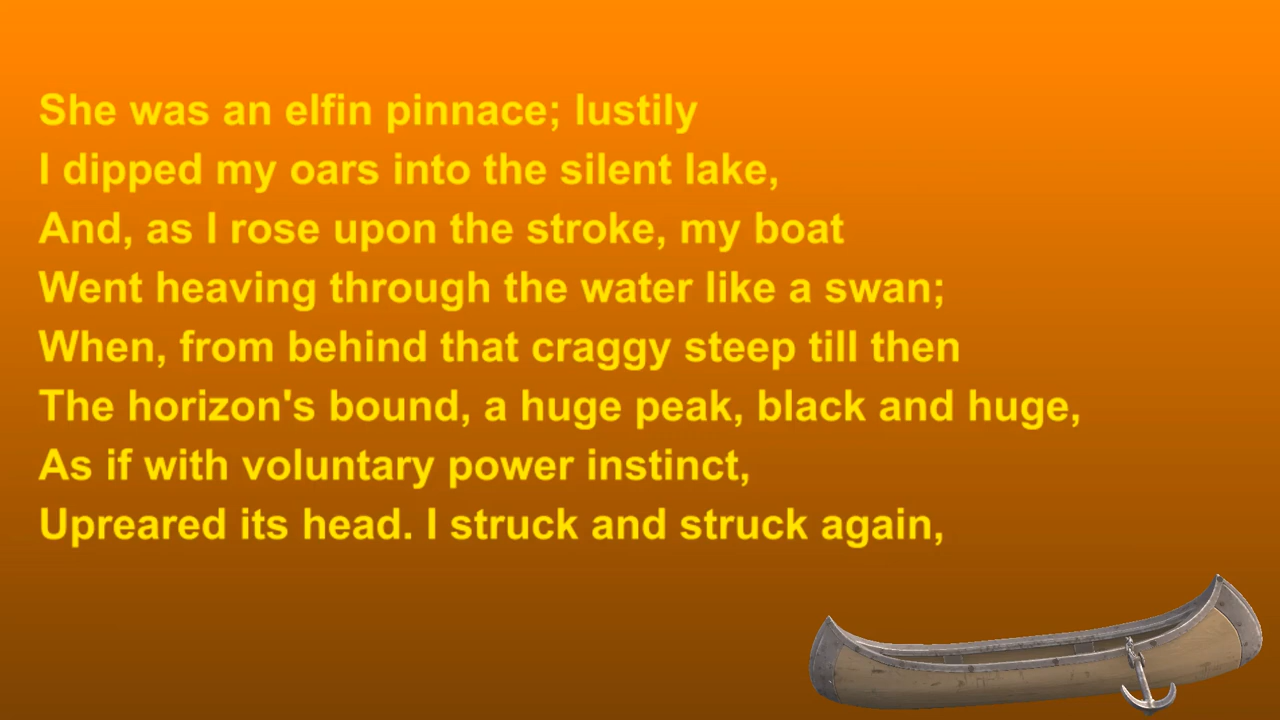 She was an elfin pinnace; lustily
I dipped my oars into the silent lake,
And, as I rose upon the stroke, my boat
Went heaving through the water like a swan;
When, from behind that craggy steep till then
The horizon's bound, a huge peak, black and huge,
As if with voluntary power instinct,
Upreared its head. I struck and struck again,